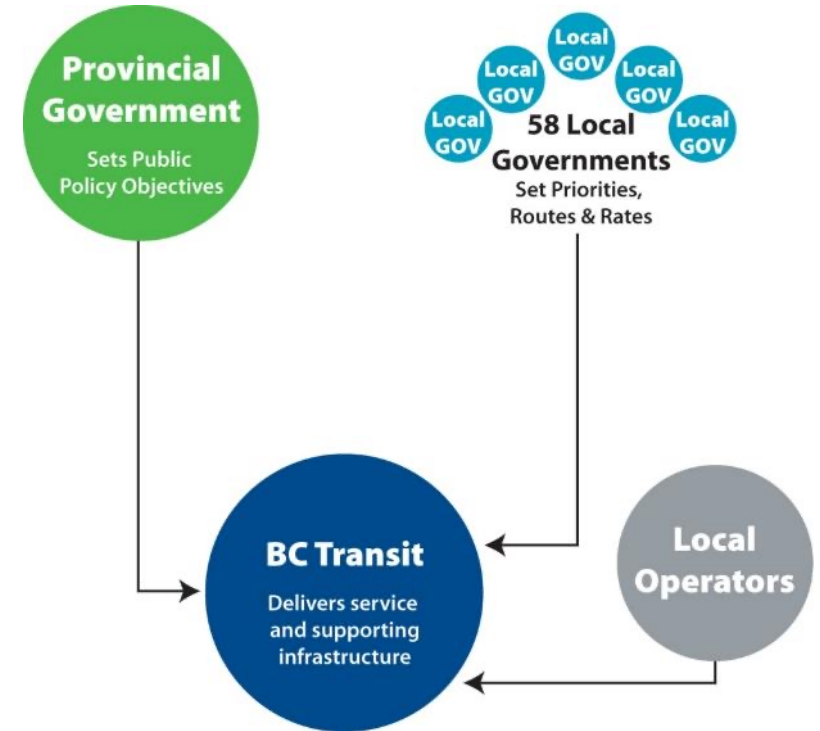 Provincial
Government
Sets Public
Policy Objectives
Local
GOV
Local
GOV
Local
GOV
Local
GOV
Local
GOV
58 Local
Governments
Set Priorities,
Routes & Rates
BC Transit
Delivers service
and supporting
infrastructure
Local
Operators